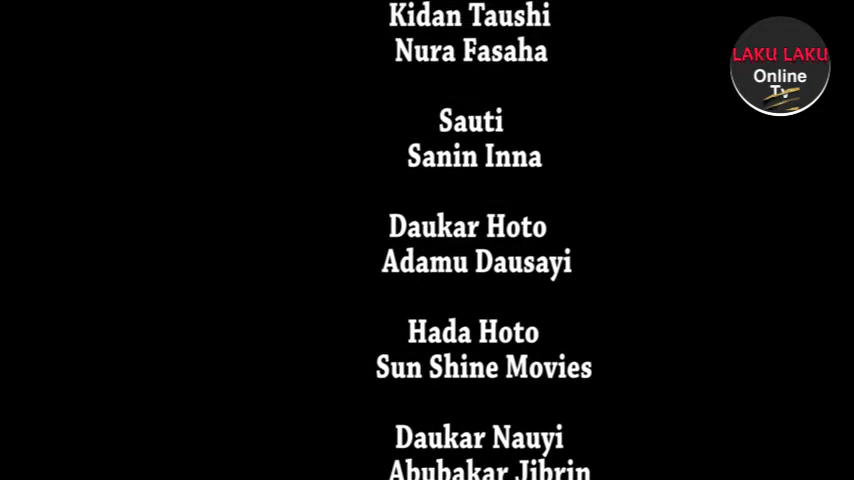 Kidan Taushi
Nura Fasaha
Sauti
Sanin Inna
Daukar Hoto
Adamu Dausayi
Hada Hoto
Sun Shine Movies
Daukar Nauyi
Abubakar Jibrin
LAKU LAKU
Online
Tv